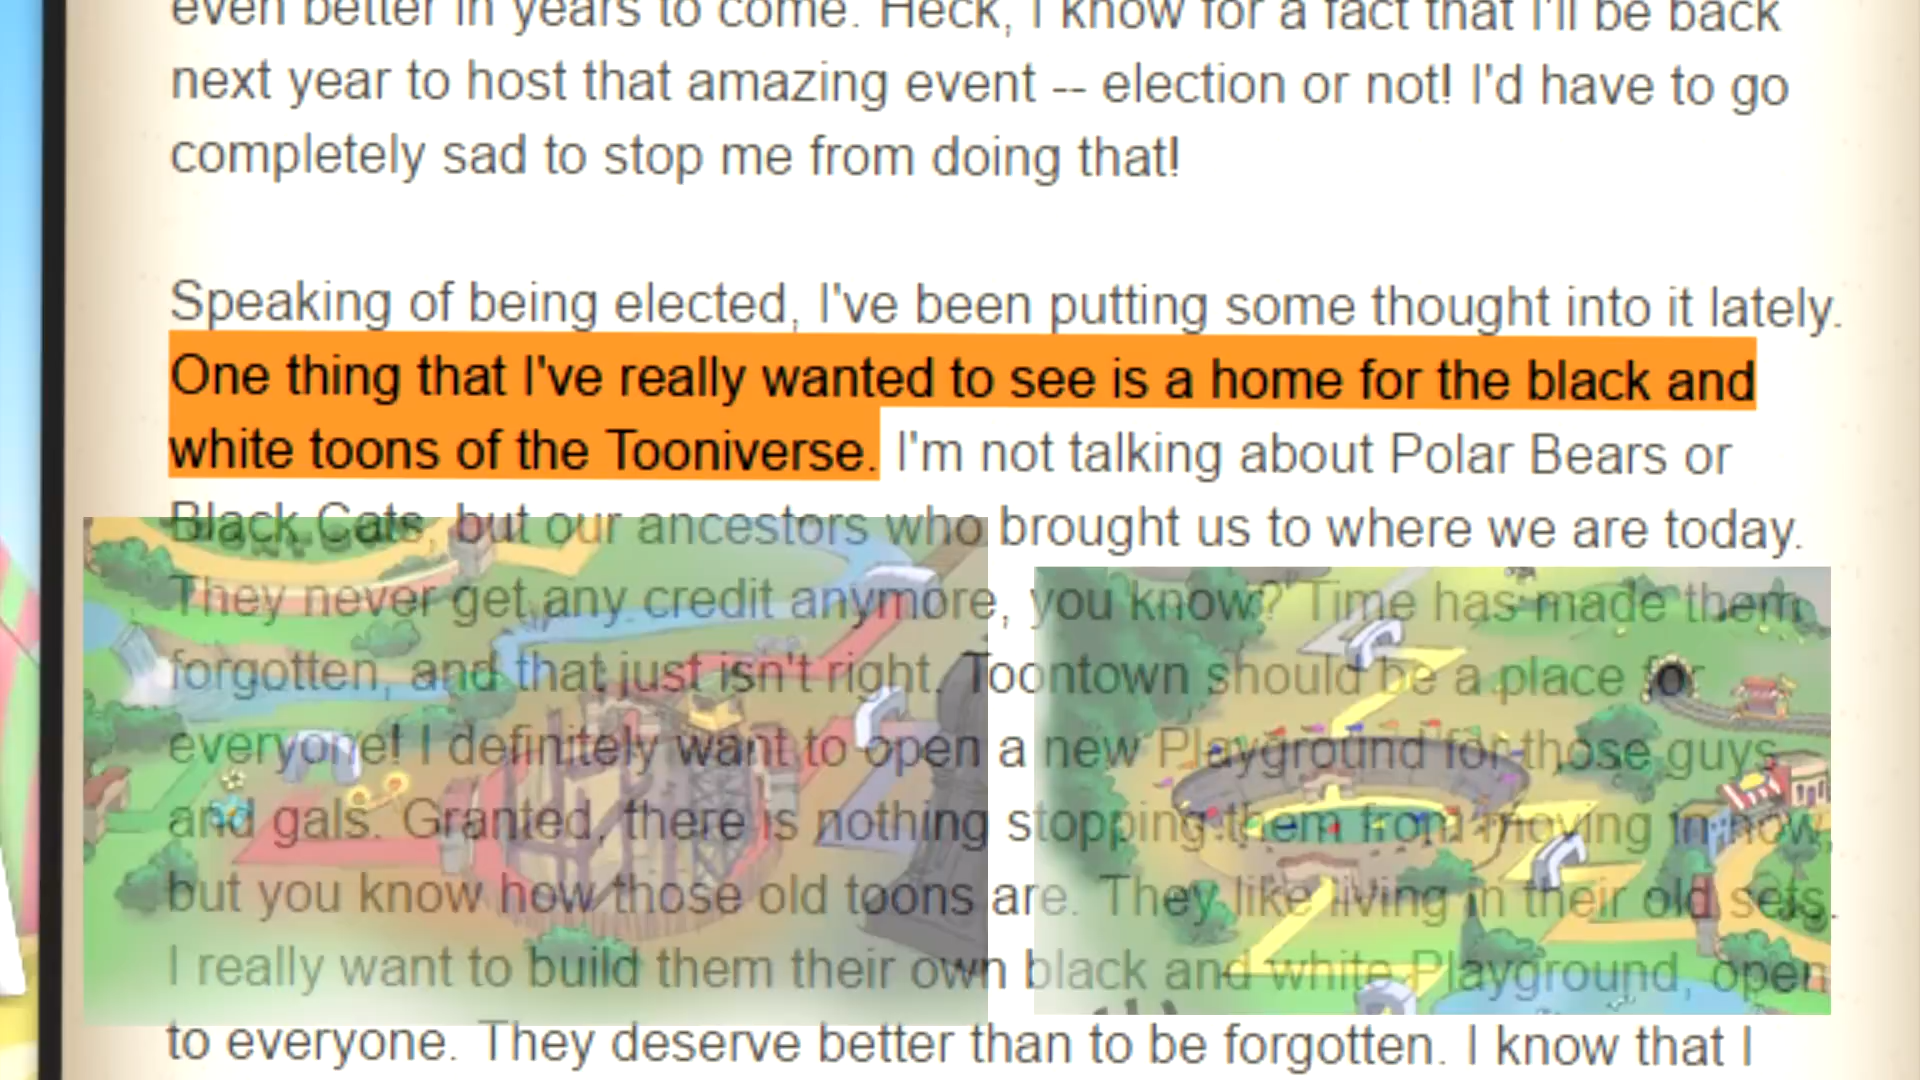 even better in years to come. Heck, I know for a fact that I'll be back
next year to host that amazing event -- election or not! I'd have to go
completely sad to stop me from doing that!
Speaking of being elected, I've been putting some thought into it lately.
One thing that I've really wanted to see is a home for the black and
white toons of the Tooniverse. I'm not talking about Polar Bears or
Black Cats, but our ancestors who brought us to where we are today.
They never get any credit anymore, you know? Time has made them
forgotten, and that just isn't right. Toontown should be a place for
everyone! I definitely want to open a new Playground for those guys
and gals. Granted, there is nothing stopping them from moving in now,
but you know how those old toons are. They like living in their old sets.
I really want to build them their own black and white Playground, open
to everyone. They deserve better than to be forgotten. I know that I